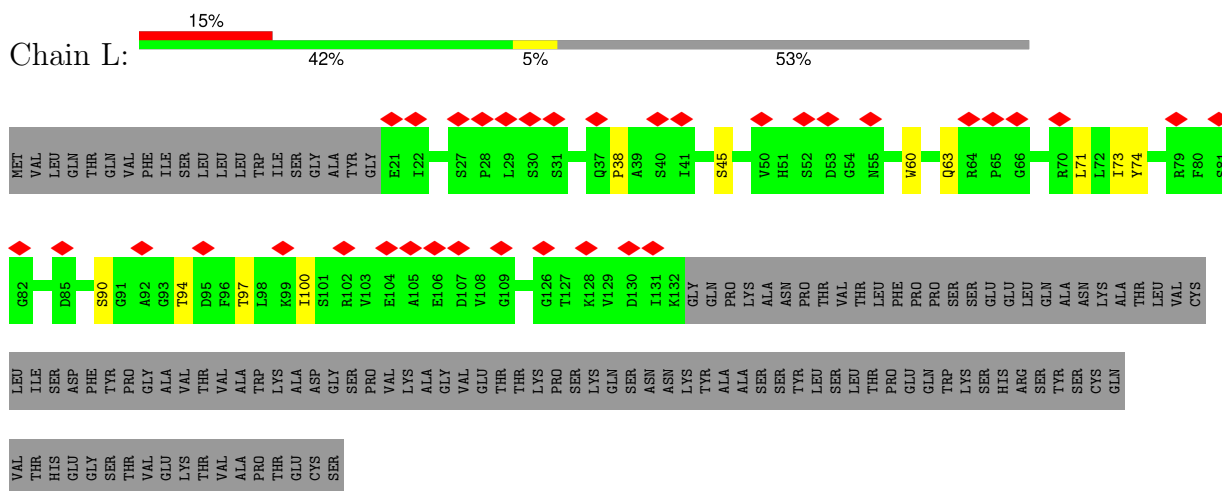 15%
Chain L:
42% 5% 53%
MET VAL LEU GLN THR GLN VAL PHE ILE SER LEU LEU LEU TRP ILE SER GLY ALA TYR GLY E21 I22 S27 P28 L29 S30 S31 Q37 P38 A39 S40 I41 S45 V50 H51 S52 D53 G54 N55 W60 Q63 R64 P65 G66 R70 L71 L72 I73 Y74 R79 F80 S81
G82 D85 S90 G91 A92 G93 T94 D95 F96 T97 L98 K99 I100 S101 R102 V103 E104 A105 E106 D107 V108 G109 G126 T127 K128 V129 D130 I131 K132 GLY GLN PRO LYS ALA ASN PRO THR VAL THR LEU PHE PRO PRO SER SER GLU GLU LEU GLN ALA ASN LYS ALA THR LEU VAL CYS
LEU ILE SER ASP PHE TYR PRO GLY ALA VAL THR VAL ALA TRP LYS ALA ASP GLY SER PRO VAL LYS ALA GLY VAL GLU THR THR LYS PRO SER LYS GLN SER ASN ASN LYS TYR ALA ALA SER SER TYR LEU SER LEU THR PRO GLU GLN TRP LYS SER HIS ARG SER TYR SER CYS GLN
VAL THR HIS GLU GLY SER THR VAL GLU LYS THR VAL ALA PRO THR GLU CYS SER